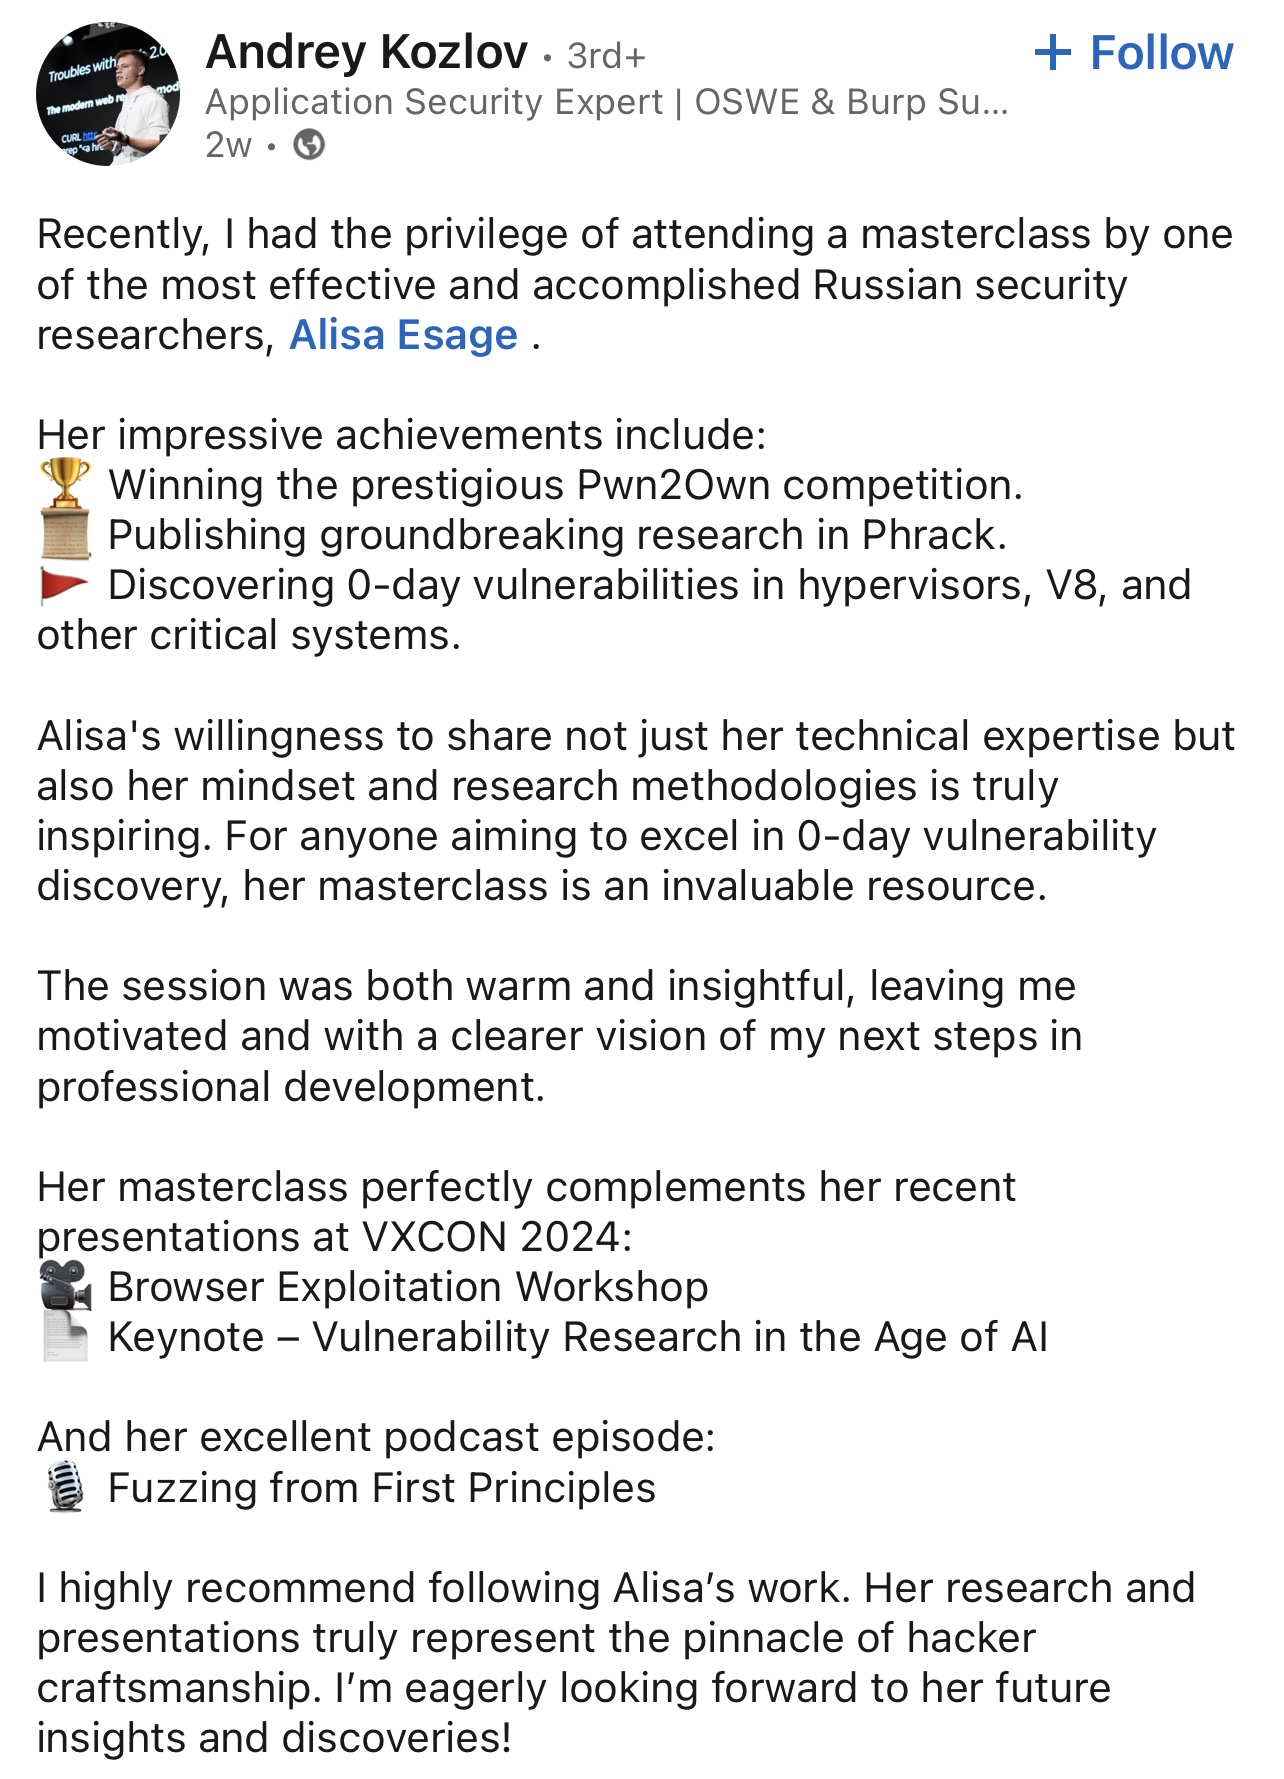 Troubles with 2.0
The modern web
CURL
Andrey Kozlov • 3rd+
+ Follow
Application Security Expert | OSWE & Burp Su...
2w •
Recently, I had the privilege of attending a masterclass by one
of the most effective and accomplished Russian security
researchers, Alisa Esage .
Her impressive achievements include:
🏆 Winning the prestigious Pwn2Own competition.
📜 Publishing groundbreaking research in Phrack.
🚩 Discovering 0-day vulnerabilities in hypervisors, V8, and
other critical systems.
Alisa's willingness to share not just her technical expertise but
also her mindset and research methodologies is truly
inspiring. For anyone aiming to excel in 0-day vulnerability
discovery, her masterclass is an invaluable resource.
The session was both warm and insightful, leaving me
motivated and with a clearer vision of my next steps in
professional development.
Her masterclass perfectly complements her recent
presentations at VXCON 2024:
🎥 Browser Exploitation Workshop
📄 Keynote – Vulnerability Research in the Age of AI
And her excellent podcast episode:
🎙 Fuzzing from First Principles
I highly recommend following Alisa’s work. Her research and
presentations truly represent the pinnacle of hacker
craftsmanship. I’m eagerly looking forward to her future
insights and discoveries!